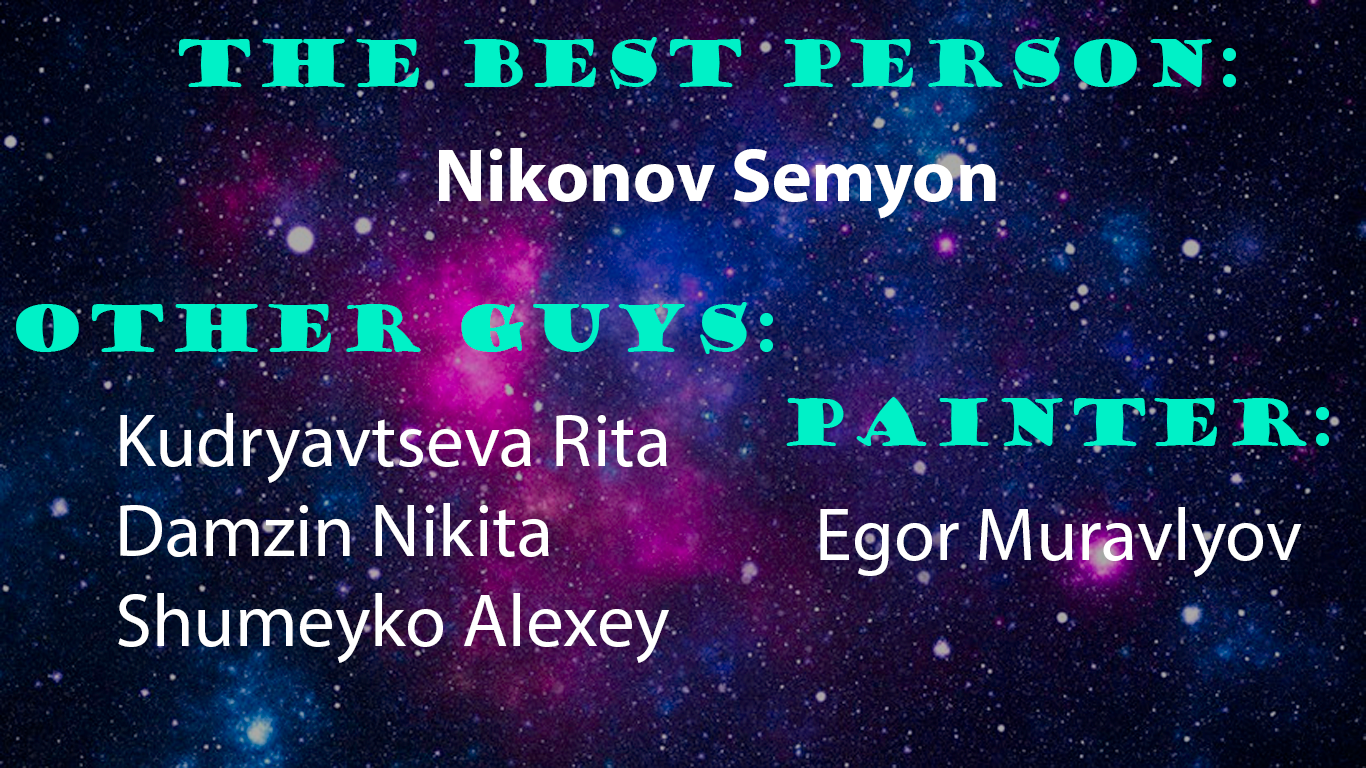 THE BEST PERSON:
Nikonov Semyon
OTHER GUYS:
Kudryavtseva Rita
Damzin Nikita
Shumeyko Alexey
PAINTER:
Egor Muravlyov